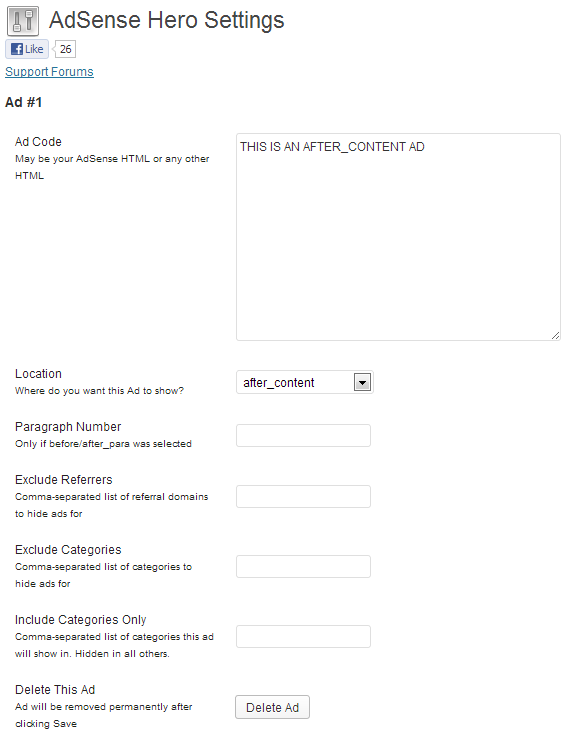 AdSense Hero Settings
Like 26
Support Forums
Ad #1
Ad Code
May be your AdSense HTML or any other
HTML
THIS IS AN AFTER_CONTENT AD
Location
Where do you want this Ad to show?
after_content
Paragraph Number
Only if before/after_para was selected
Exclude Referrers
Comma-separated list of referral domains
to hide ads for
Exclude Categories
Comma-separated list of categories to
hide ads for
Include Categories Only
Comma-separated list of categories this ad
will show in. Hidden in all others.
Delete This Ad
Ad will be removed permanently after
clicking Save
Delete Ad